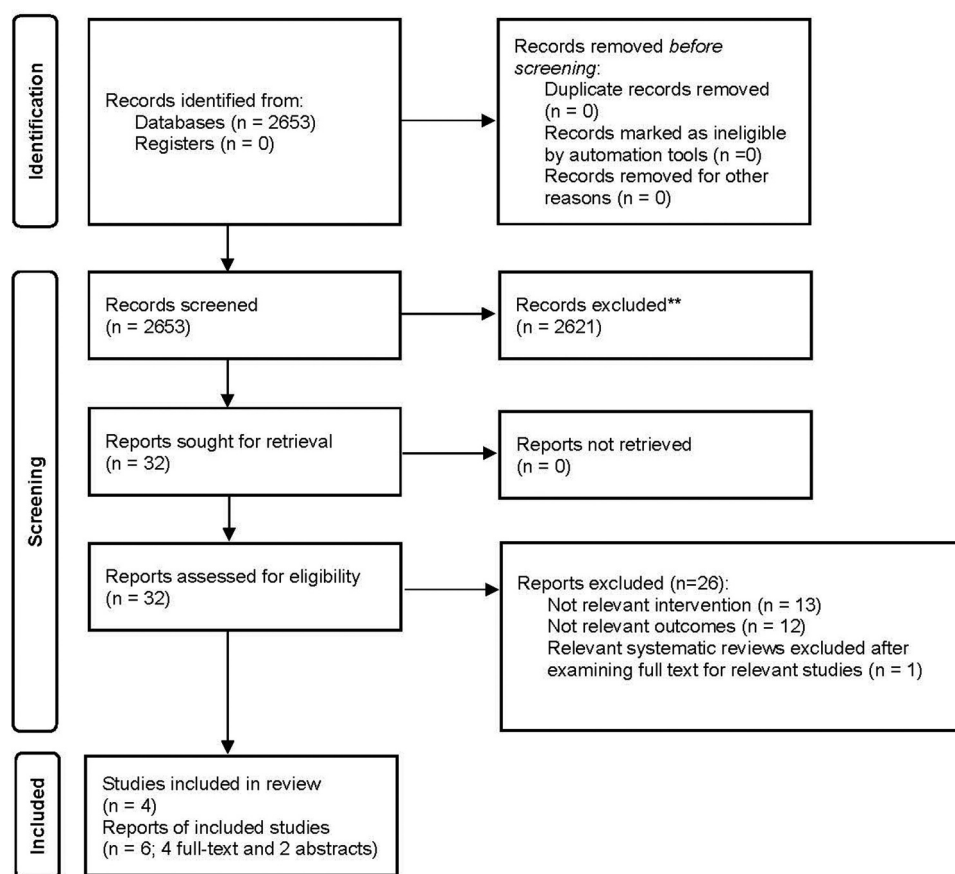 Identification
Records identified from:
Databases (n = 2653)
Registers (n = 0)
Records removed before
screening:
Duplicate records removed
(n = 0)
Records marked as ineligible
by automation tools (n =0)
Records removed for other
reasons (n = 0)
Screening
Records screened
(n = 2653)
Records excluded**
(n = 2621)
Reports sought for retrieval
(n = 32)
Reports not retrieved
(n = 0)
Reports assessed for eligibility
(n = 32)
Reports excluded (n=26):
Not relevant intervention (n = 13)
Not relevant outcomes (n = 12)
Relevant systematic reviews excluded after
examining full text for relevant studies (n = 1)
Included
Studies included in review
(n = 4)
Reports of included studies
(n = 6; 4 full-text and 2 abstracts)